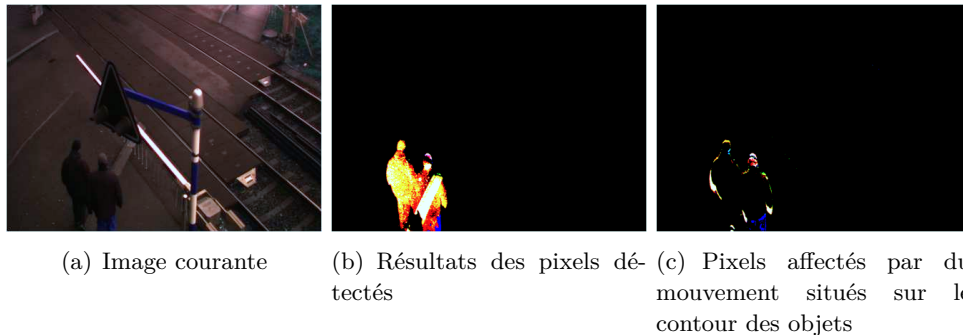 (a) Image courante
(b) Résultats des pixels dé-
tectés
(c) Pixels affectés par du
mouvement situés sur le
contour des objets